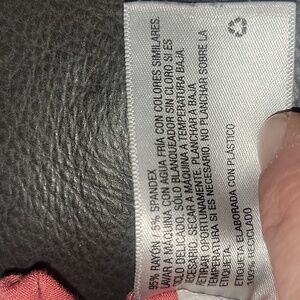 95% RAYÓN / 5% SPANDEX
LAVAR A MÁQUINA CON AGUA FRÍA CON COLORES SIMILARES.
CICLO DELICADO. SOLO BLANQUEADOR SIN CLORO SI ES
NECESARIO. SECAR A MÁQUINA A TEMPERATURA BAJA.
RETIRAR OPORTUNAMENTE. PLANCHAR A BAJA
TEMPERATURA SI ES NECESARIO. NO PLANCHAR SOBRE LA
ETIQUETA.
ETIQUETA ELABORADA CON PLÁSTICO
100% RECICLADO